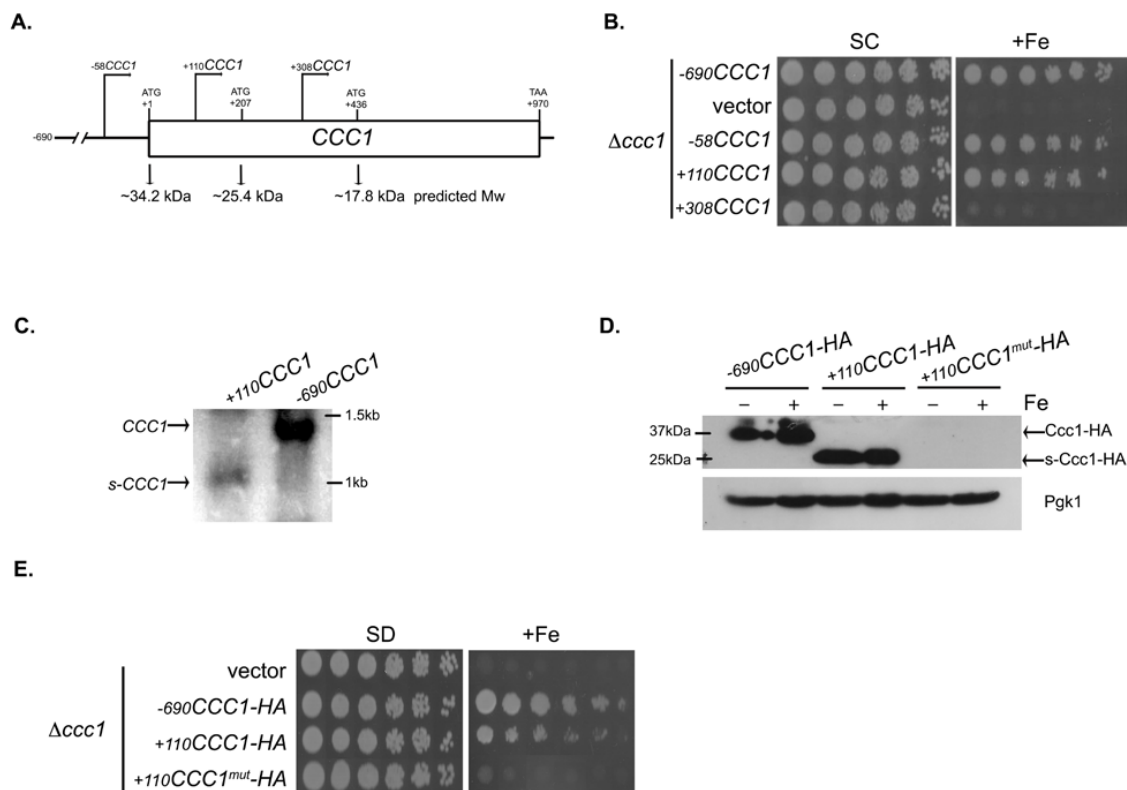 A.
-58CCC1 +110CCC1 +308CCC1
ATG ATG ATG TAA
+1 +207 +436 +970
-690 CCC1
~34.2 kDa ~25.4 kDa ~17.8 kDa predicted Mw
B.
SC +Fe
-690CCC1
vector
Δccc1 -58CCC1
+110CCC1
+308CCC1
C.
+110CCC1 -690CCC1
CCC1 1.5kb
s-CCC1 1kb
D.
-690CCC1-HA +110CCC1-HA +110CCC1mut-HA
– + – + – + Fe
37kDa Ccc1-HA
25kDa s-Ccc1-HA
Pgk1
E.
SD +Fe
vector
-690CCC1-HA
Δccc1
+110CCC1-HA
+110CCC1mut-HA